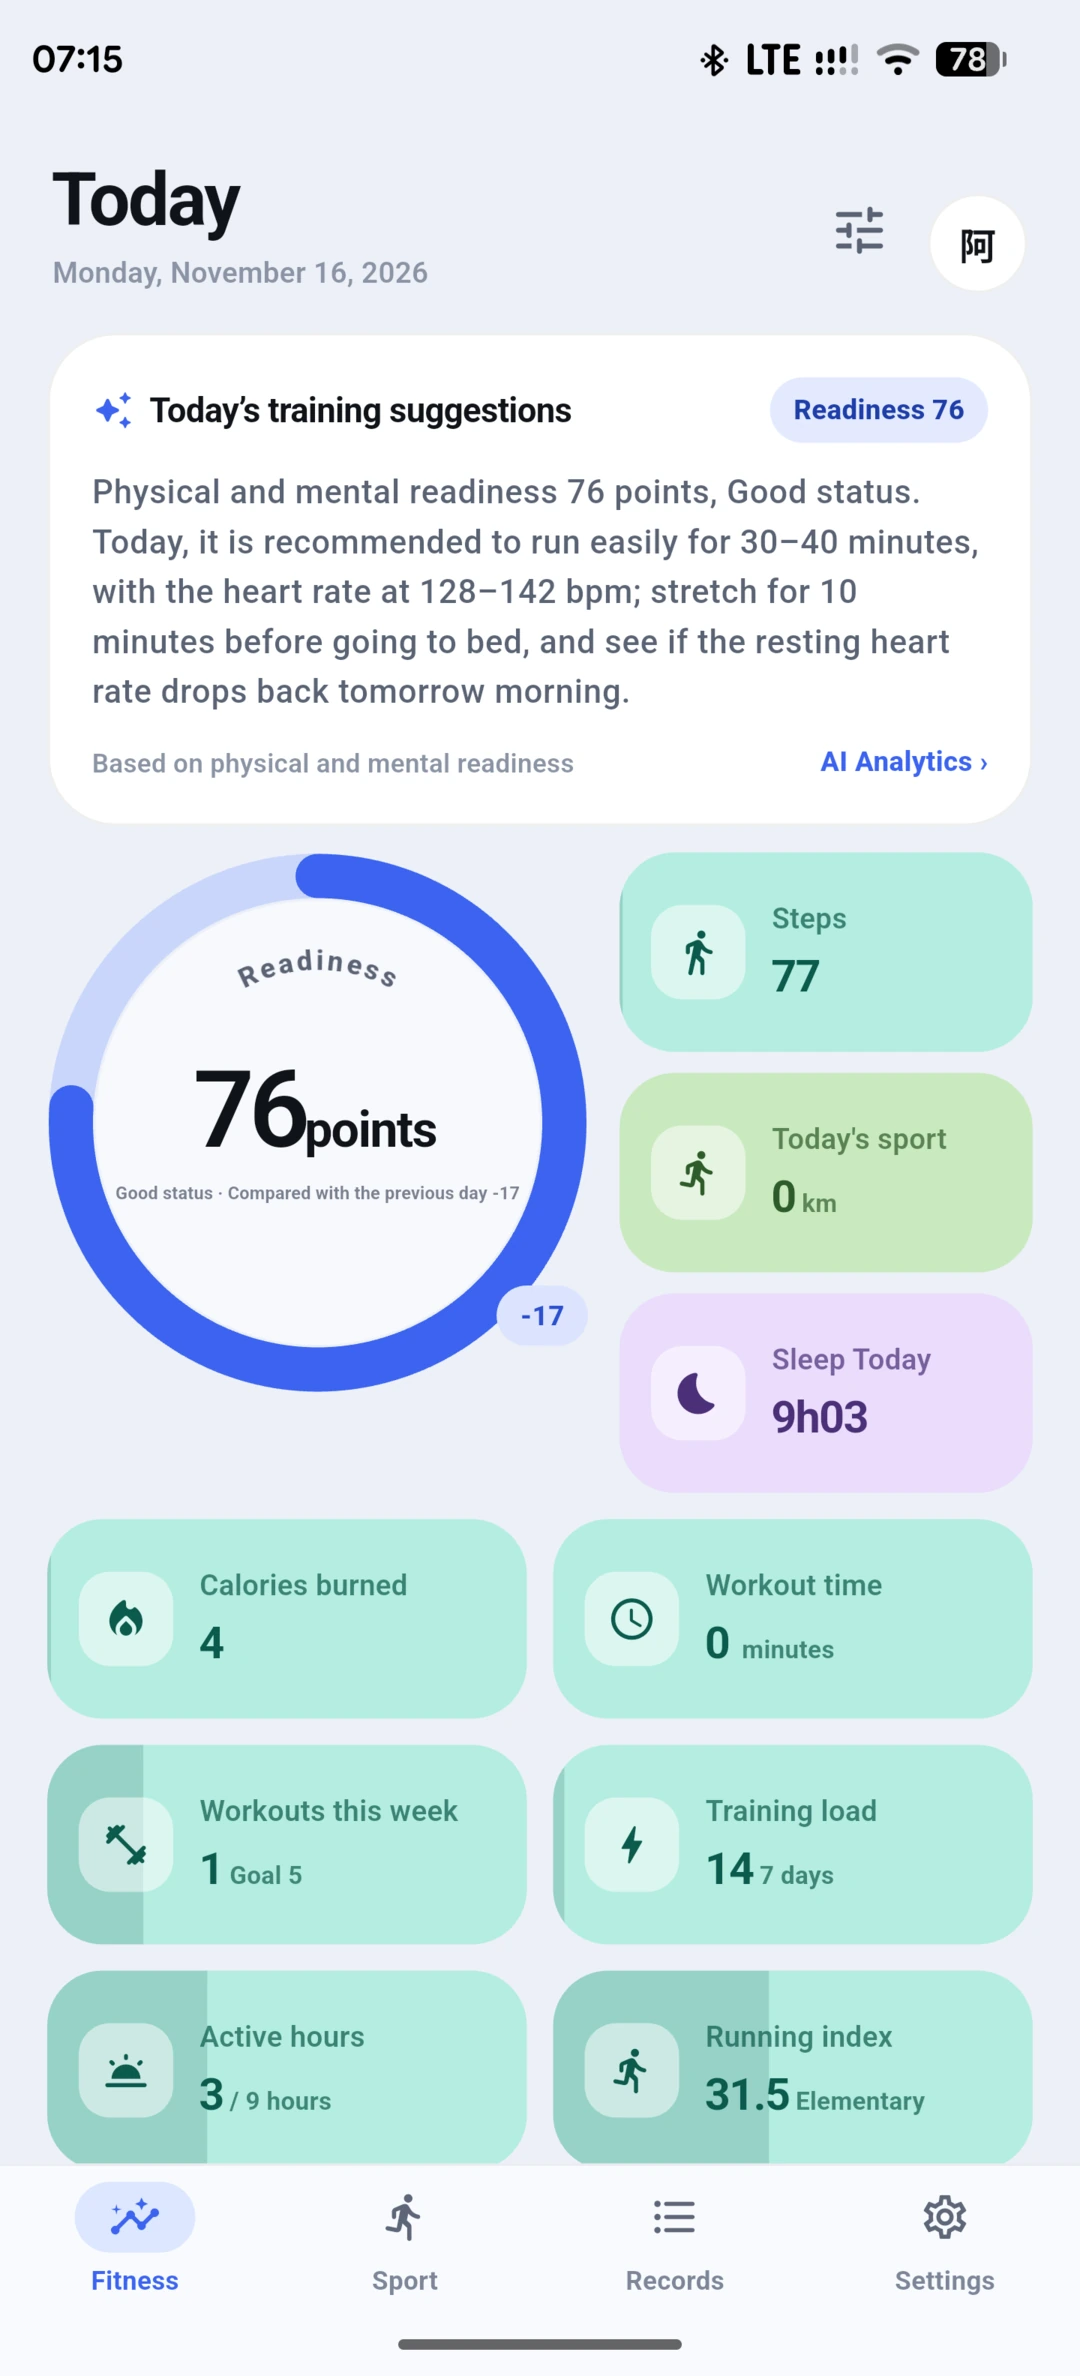 07:15
LTE
78
Today
Monday, November 16, 2026
阿
Today’s training suggestions
Readiness 76
Physical and mental readiness 76 points, Good status.
Today, it is recommended to run easily for 30–40 minutes,
with the heart rate at 128–142 bpm; stretch for 10
minutes before going to bed, and see if the resting heart
rate drops back tomorrow morning.
Based on physical and mental readiness
AI Analytics ›
Readiness
76points
Good status · Compared with the previous day -17
-17
Steps
77
Today's sport
0 km
Sleep Today
9h03
Calories burned
4
Workout time
0 minutes
Workouts this week
1 Goal 5
Training load
14 7 days
Active hours
3 / 9 hours
Running index
31.5 Elementary
Fitness
Sport
Records
Settings